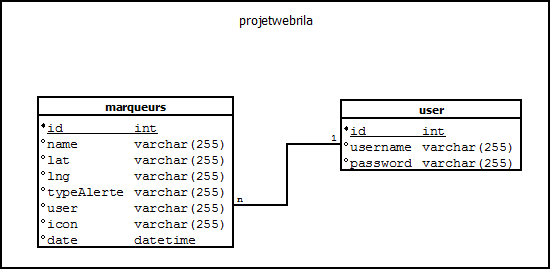 projetwebrila
marqueurs
id int
name varchar(255)
lat varchar(255)
lng varchar(255)
typeAlerte varchar(255)
user varchar(255)
icon varchar(255)
date datetime
n
1
user
id int
username varchar(255)
password varchar(255)